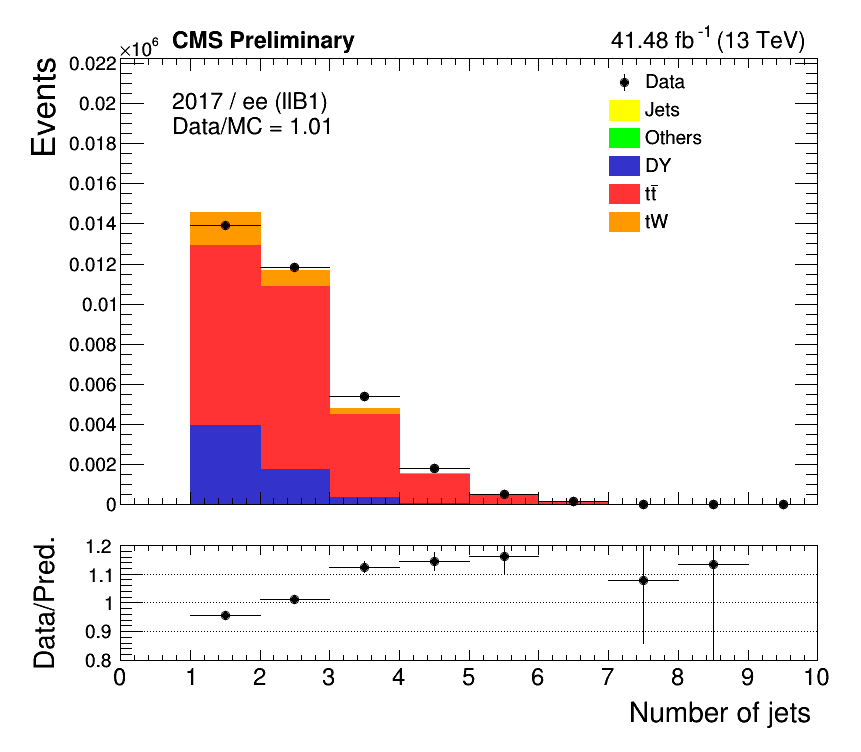 ×10⁶ CMS Preliminary 41.48 fb⁻¹ (13 TeV)
Events
0.022
0.02
0.018
0.016
0.014
0.012
0.01
0.008
0.006
0.004
0.002
0
2017 / ee (llB1)
Data/MC = 1.01
Data
Jets
Others
DY
tt̄
tW
Data/Pred.
1.2
1.1
1
0.9
0.8
0 1 2 3 4 5 6 7 8 9 10
Number of jets